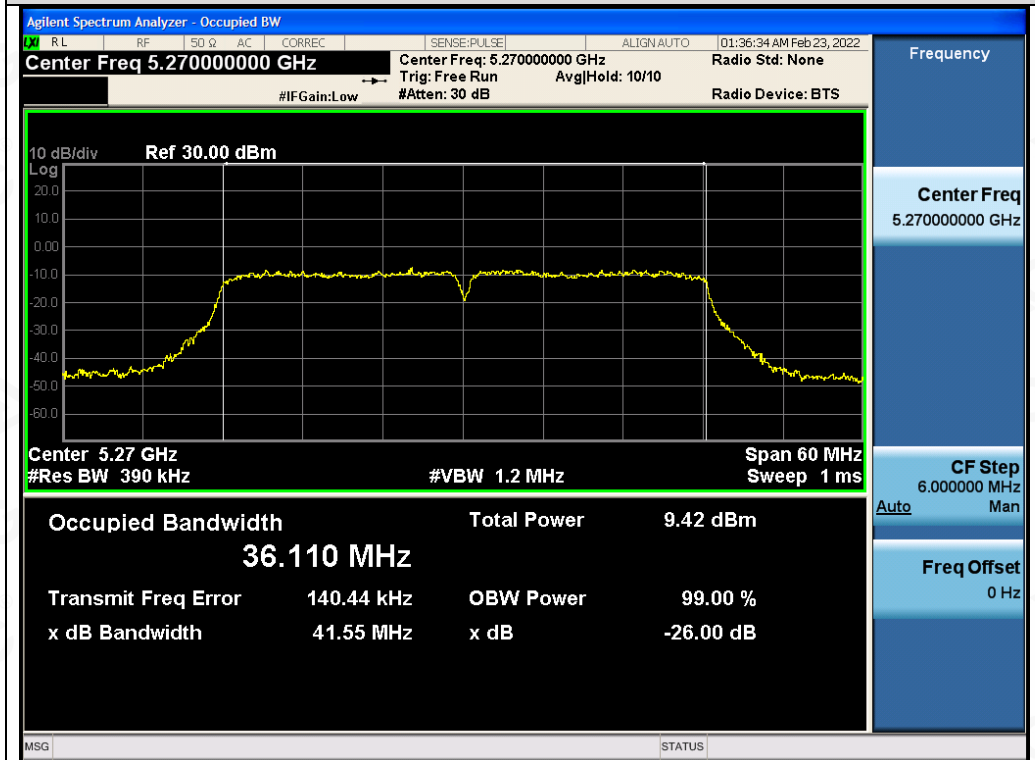 Agilent Spectrum Analyzer - Occupied BW
LXI RL RF 50 Ω AC CORREC SENSE:PULSE ALIGN AUTO 01:36:34 AM Feb 23, 2022
Center Freq 5.270000000 GHz
Center Freq: 5.270000000 GHz
Radio Std: None
Trig: Free Run Avg|Hold: 10/10
#IFGain:Low
#Atten: 30 dB
Radio Device: BTS
10 dB/div Ref 30.00 dBm
Log
20.0
10.0
0.00
-10.0
-20.0
-30.0
-40.0
-50.0
-60.0
Center 5.27 GHz Span 60 MHz
#Res BW 390 kHz #VBW 1.2 MHz Sweep 1 ms
Occupied Bandwidth Total Power 9.42 dBm
36.110 MHz
Transmit Freq Error 140.44 kHz OBW Power 99.00 %
x dB Bandwidth 41.55 MHz x dB -26.00 dB
MSG STATUS
Frequency
Center Freq
5.270000000 GHz
CF Step
6.000000 MHz
Auto Man
Freq Offset
0 Hz